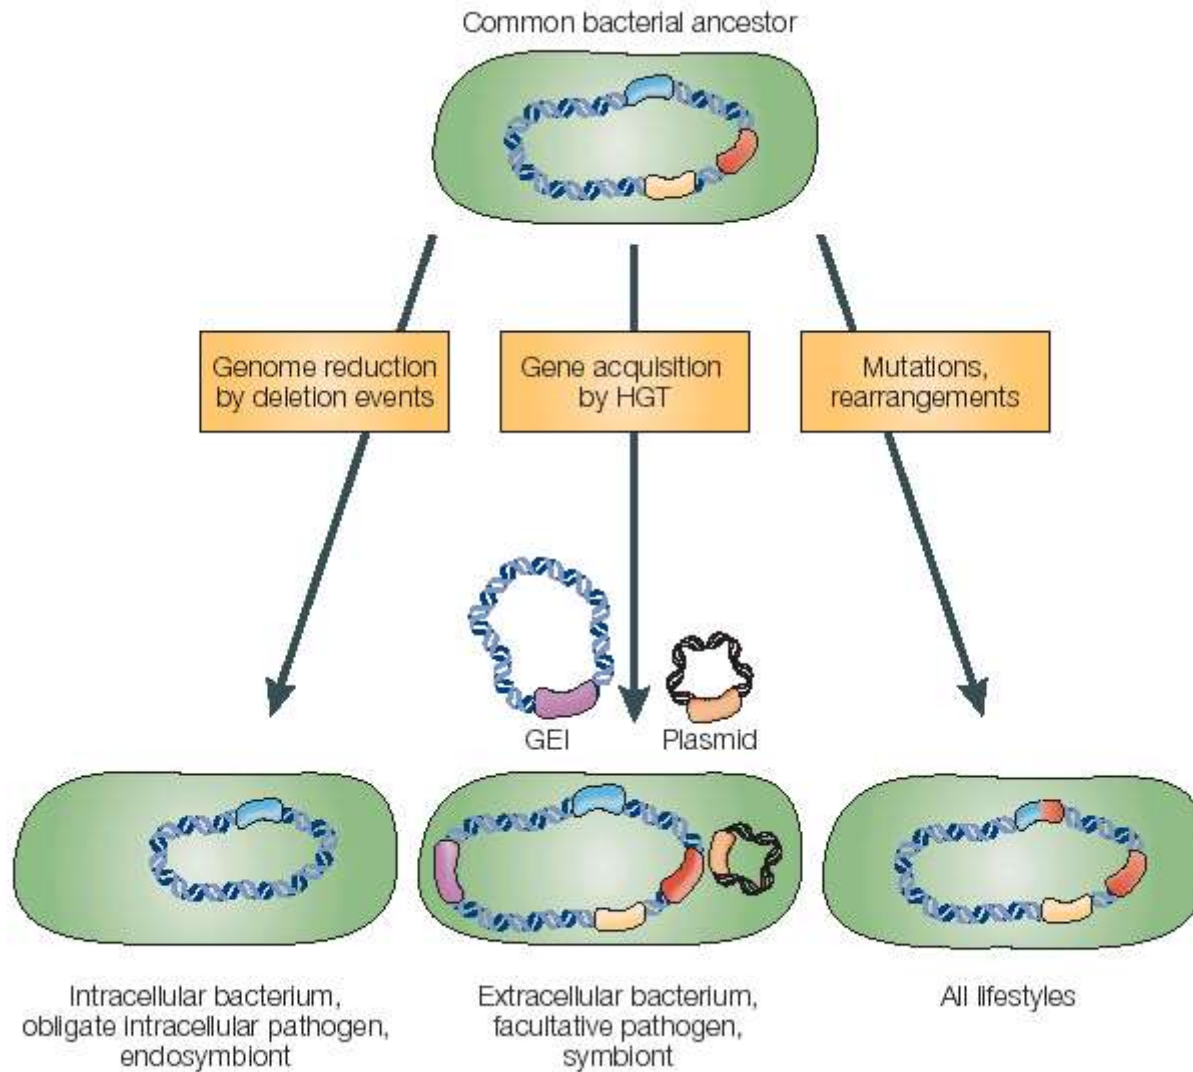 Common bacterial ancestor
Genome reduction
by deletion events
Gene acquisition
by HGT
Mutations,
rearrangements
GEI
Plasmid
Intracellular bacterium,
obligate intracellular pathogen,
endosymbiont
Extracellular bacterium,
facultative pathogen,
symbiont
All lifestyles